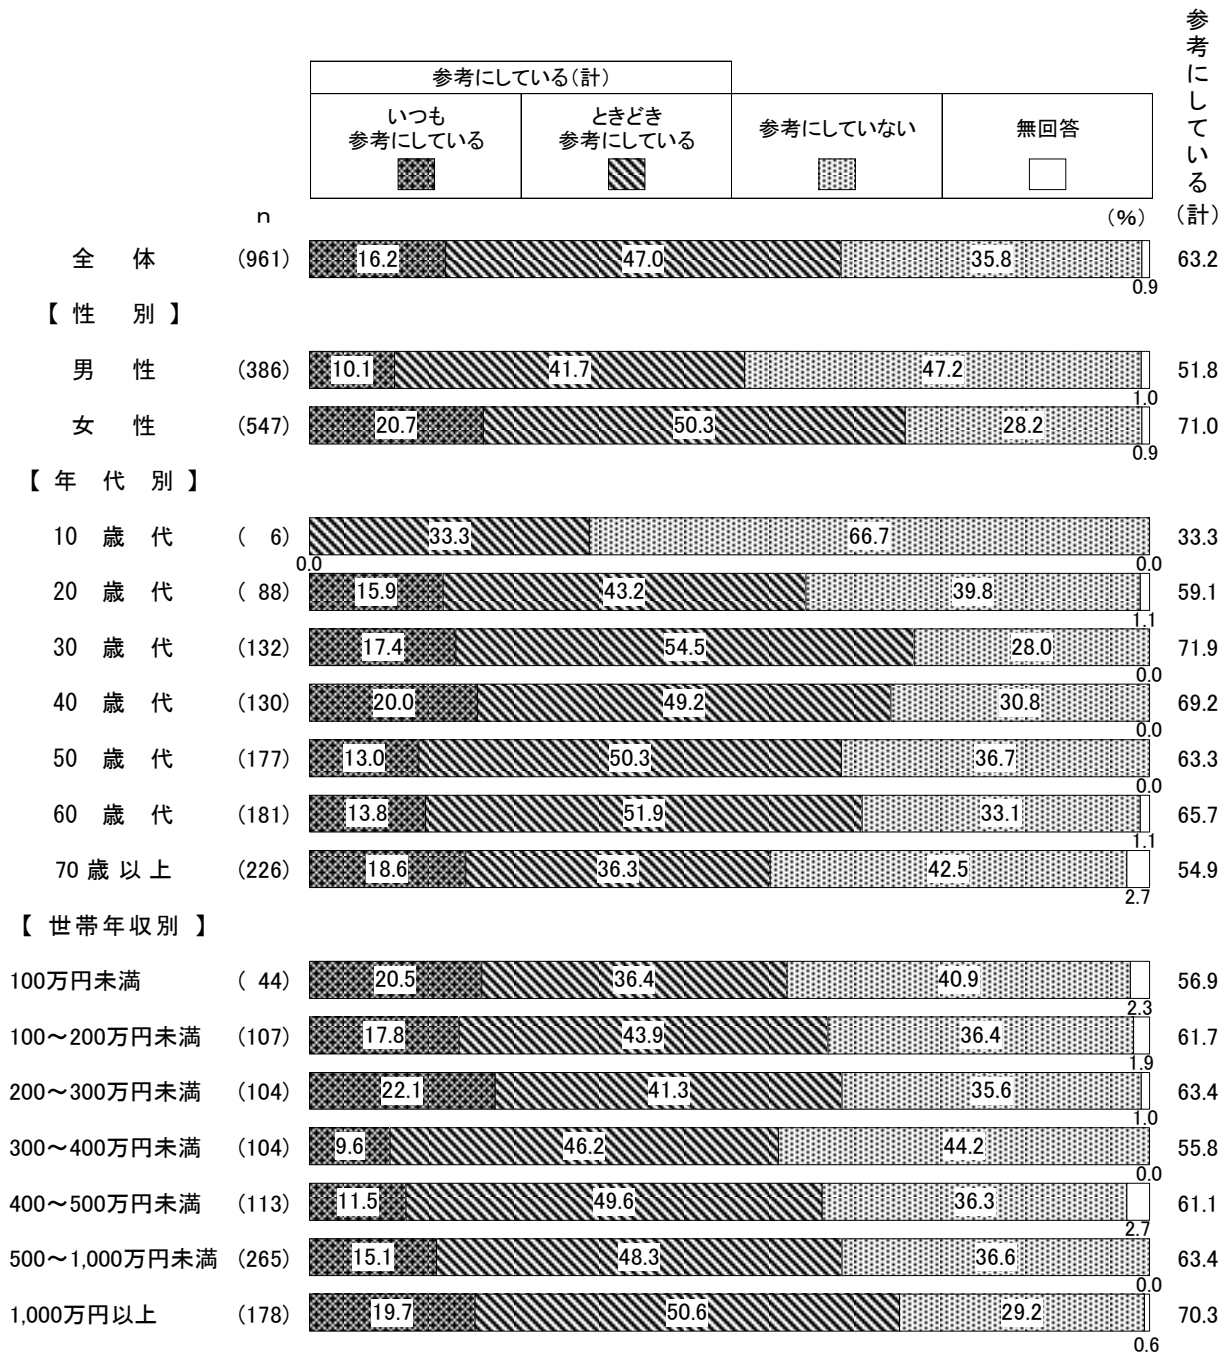 参考にしている(計)
参考にしている(計)
いつも
参考にしている
ときどき
参考にしている
参考にしていない
無回答
n
(%)
全 体 (961) 16.2 47.0 35.8 0.9 63.2
【 性 別 】
男 性 (386) 10.1 41.7 47.2 1.0 51.8
女 性 (547) 20.7 50.3 28.2 0.9 71.0
【 年 代 別 】
10 歳 代 ( 6) 0.0 33.3 66.7 0.0 33.3
20 歳 代 ( 88) 15.9 43.2 39.8 1.1 59.1
30 歳 代 (132) 17.4 54.5 28.0 0.0 71.9
40 歳 代 (130) 20.0 49.2 30.8 0.0 69.2
50 歳 代 (177) 13.0 50.3 36.7 0.0 63.3
60 歳 代 (181) 13.8 51.9 33.1 1.1 65.7
70 歳 以 上 (226) 18.6 36.3 42.5 2.7 54.9
【 世帯年収別 】
100万円未満 ( 44) 20.5 36.4 40.9 2.3 56.9
100～200万円未満 (107) 17.8 43.9 36.4 1.9 61.7
200～300万円未満 (104) 22.1 41.3 35.6 1.0 63.4
300～400万円未満 (104) 9.6 46.2 44.2 0.0 55.8
400～500万円未満 (113) 11.5 49.6 36.3 2.7 61.1
500～1,000万円未満 (265) 15.1 48.3 36.6 0.0 63.4
1,000万円以上 (178) 19.7 50.6 29.2 0.6 70.3